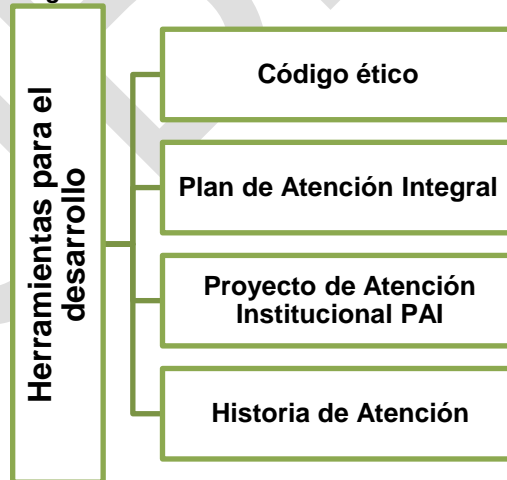 Herramientas para el
desarrollo
Código ético
Plan de Atención Integral
Proyecto de Atención
Institucional PAI
Historia de Atención